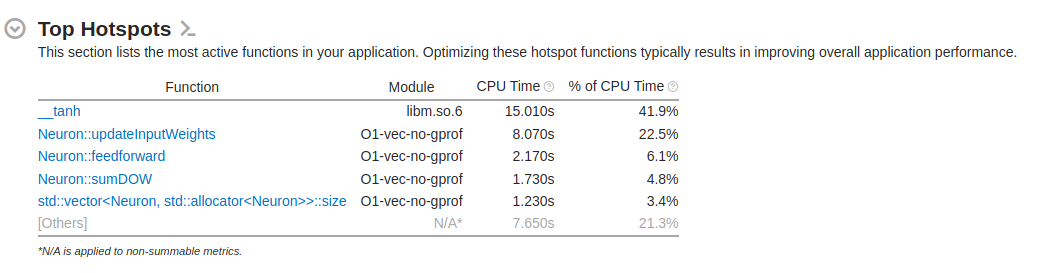 Top Hotspots
This section lists the most active functions in your application. Optimizing these hotspot functions typically results in improving overall application performance.
Function Module CPU Time ? % of CPU Time ?
__tanh libm.so.6 15.010s 41.9%
Neuron::updateInputWeights O1-vec-no-gprof 8.070s 22.5%
Neuron::feedforward O1-vec-no-gprof 2.170s 6.1%
Neuron::sumDOW O1-vec-no-gprof 1.730s 4.8%
std::vector<Neuron, std::allocator<Neuron>>::size O1-vec-no-gprof 1.230s 3.4%
[Others] N/A* 7.650s 21.3%
*N/A is applied to non-summable metrics.